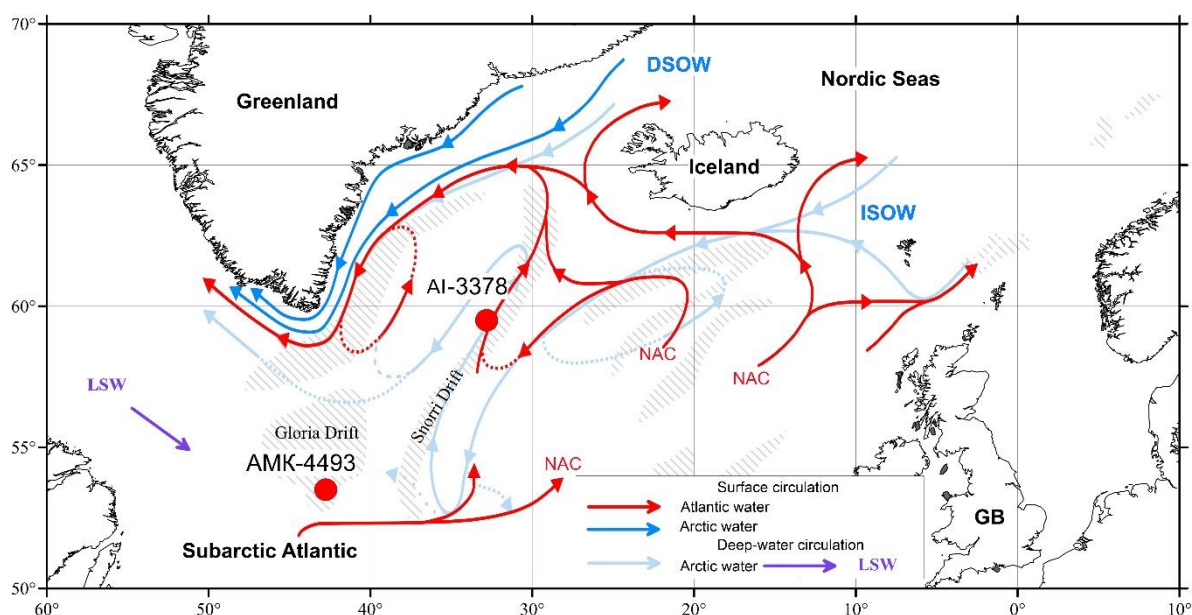 70°
DSOW
Nordic Seas
Greenland
65°
Iceland
ISOW
AI-3378
60°
NAC
NAC
LSW
Snorri Drift
55°
Gloria Drift
АМК-4493
NAC
Surface circulation
Atlantic water
Arctic water
Deep-water circulation
Arctic water
LSW
GB
Subarctic Atlantic
50°
60°
50°
40°
30°
20°
10°
0°
10°